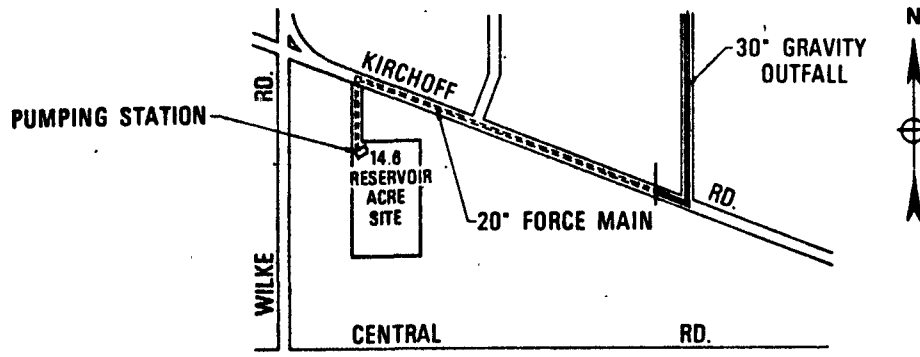 N
30" GRAVITY
OUTFALL
KIRCHOFF
RD.
PUMPING STATION
14.6
RESERVOIR
ACRE
SITE
RD.
20" FORCE MAIN
WILKE
CENTRAL RD.